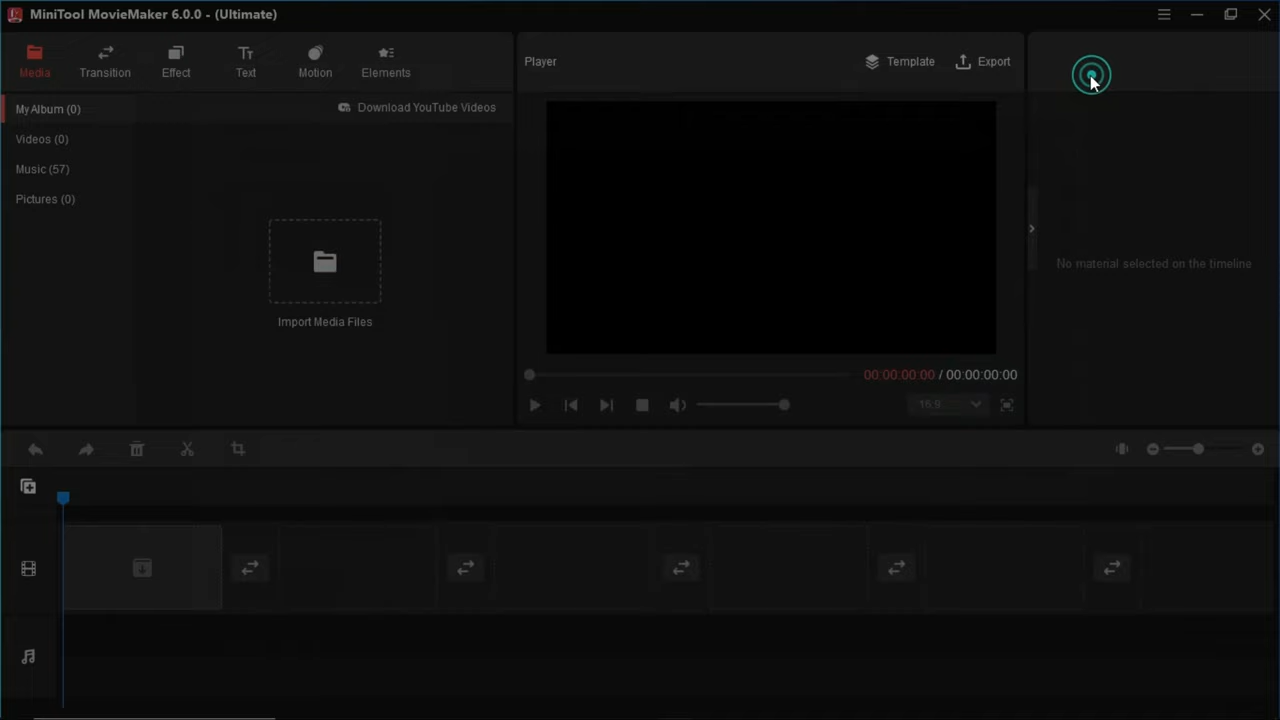 MiniTool MovieMaker 6.0.0 - (Ultimate)
Media
Transition
Effect
Text
Motion
Elements
Player
Template
Export
My Album (0)
Download YouTube Videos
Videos (0)
Music (57)
Pictures (0)
Import Media Files
No material selected on the timeline
00:00:00:00 / 00:00:00:00
16:9